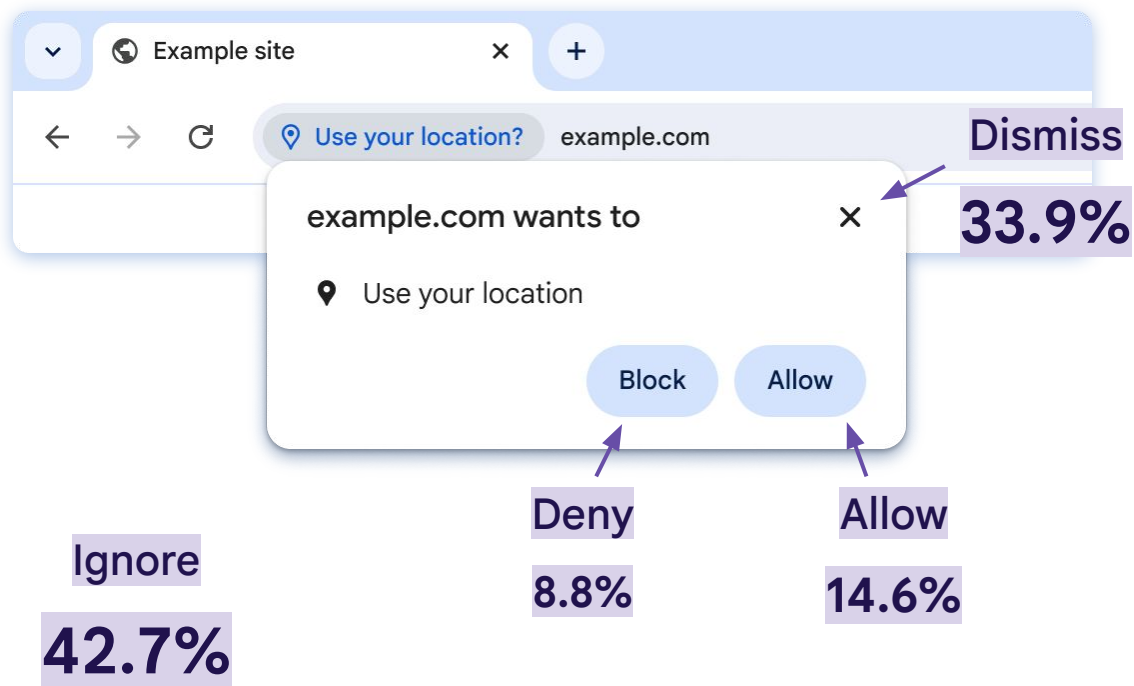 Example site
Use your location? example.com
Dismiss
33.9%
example.com wants to
Use your location
Block Allow
Deny
8.8%
Allow
14.6%
Ignore
42.7%